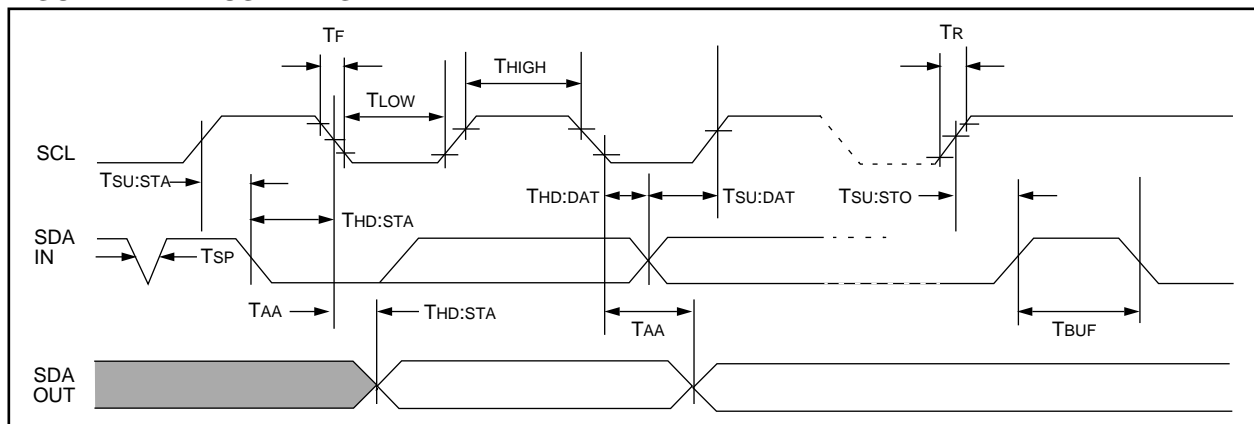 TF
TR
THIGH
TLOW
SCL
TSU:STA
THD:DAT
TSU:DAT
TSU:STO
THD:STA
SDA
IN
TSP
TAA
THD:STA
TAA
TBUF
SDA
OUT